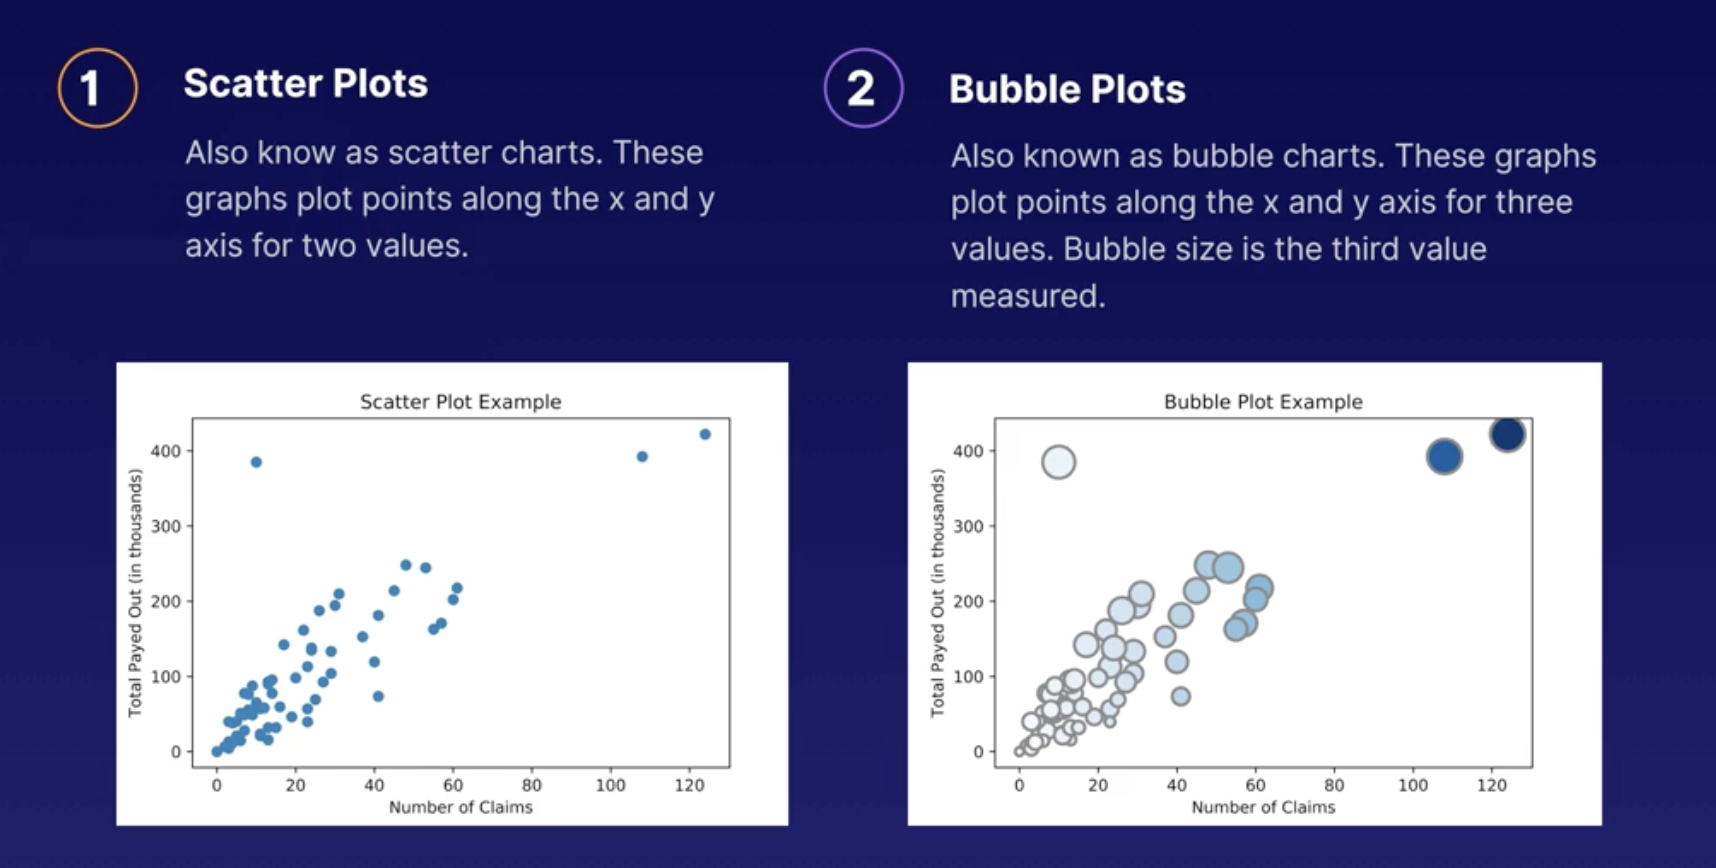 1
Scatter Plots
Also know as scatter charts. These
graphs plot points along the x and y
axis for two values.
2
Bubble Plots
Also known as bubble charts. These graphs
plot points along the x and y axis for three
values. Bubble size is the third value
measured.
Scatter Plot Example
Total Payed Out (in thousands)
400
300
200
100
0
0 20 40 60 80 100 120
Number of Claims
Bubble Plot Example
Total Payed Out (in thousands)
400
300
200
100
0
0 20 40 60 80 100 120
Number of Claims